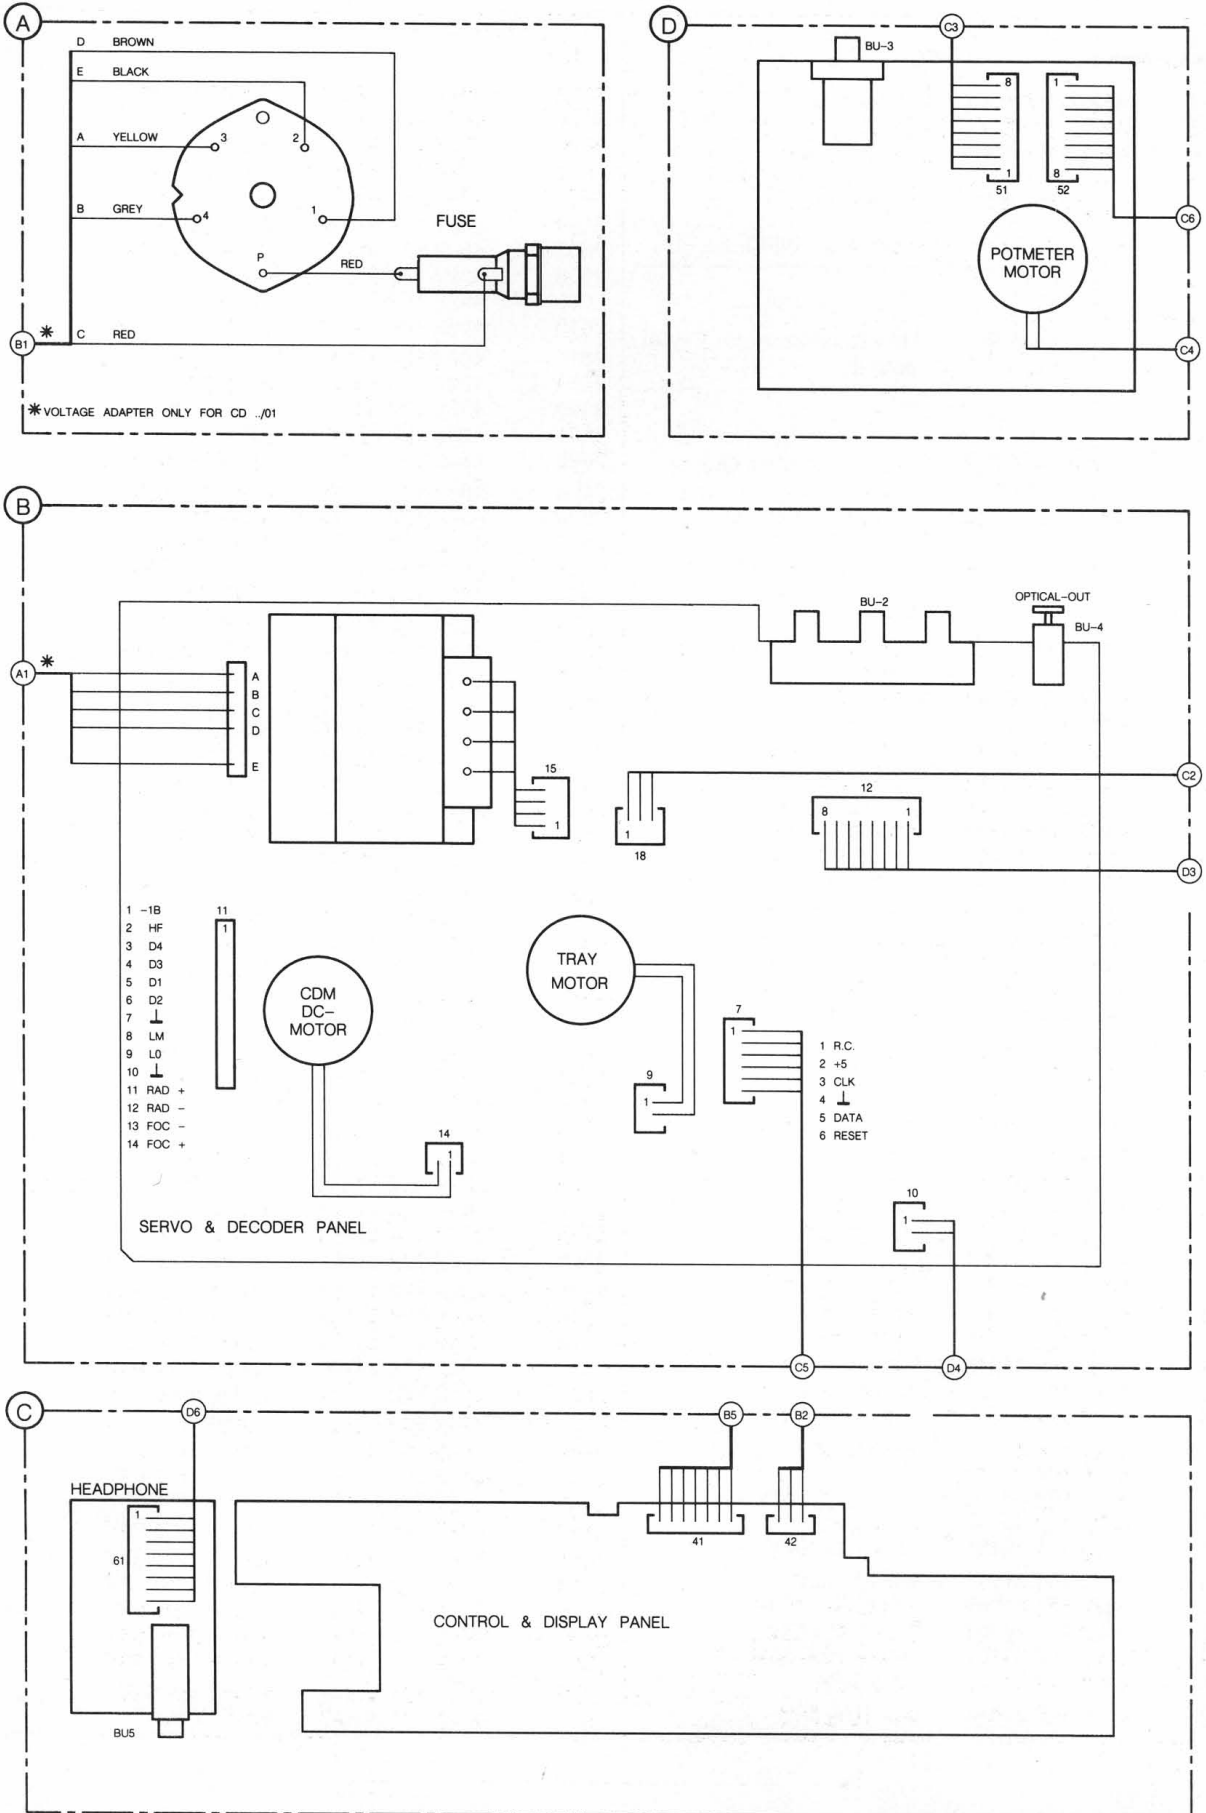 A
D BROWN
E BLACK
A YELLOW
B GREY
3
2
4
1
P
RED
FUSE
B1
*
C RED
* VOLTAGE ADAPTER ONLY FOR CD ../01
D
C3
BU-3
8
1
1
8
51
52
C6
POTMETER
MOTOR
C4
B
A1
*
A
B
C
D
E
15
1
BU-2
OPTICAL-OUT
BU-4
C2
12
8 1
1
18
D3
1 -1B
2 HF
3 D4
4 D3
5 D1
6 D2
7 ⊥
8 LM
9 L0
10 ⊥
11 RAD +
12 RAD -
13 FOC -
14 FOC +
11
1
CDM
DC-
MOTOR
TRAY
MOTOR
14
1
9
1
7
1
1 R.C.
2 +5
3 CLK
4 ⊥
5 DATA
6 RESET
10
1
SERVO & DECODER PANEL
C5
D4
C
D6
B5
B2
HEADPHONE
1
61
BU5
41
42
CONTROL & DISPLAY PANEL